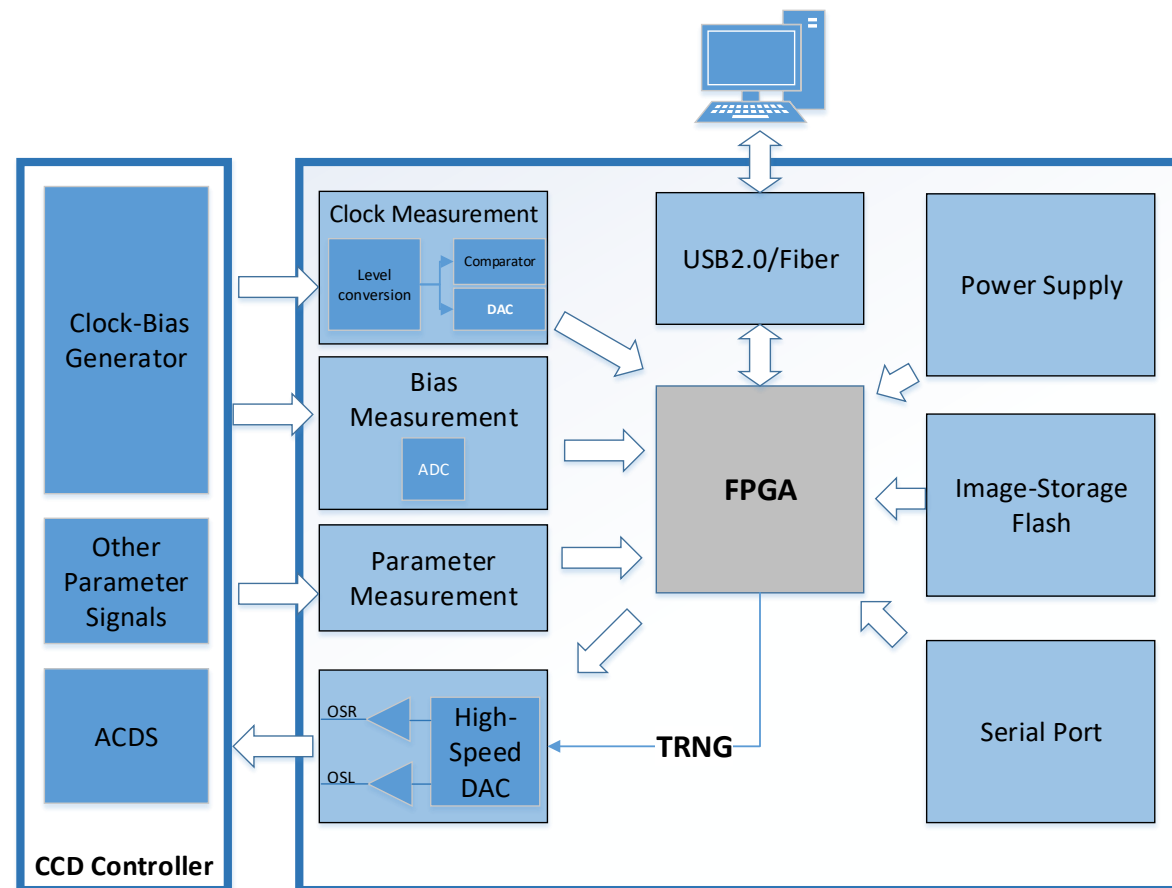 Clock-Bias
Generator
Other
Parameter
Signals
ACDS
CCD Controller
Clock Measurement
Level
conversion
Comparator
DAC
Bias
Measurement
ADC
Parameter
Measurement
OSR
OSL
High-
Speed
DAC
TRNG
USB2.0/Fiber
FPGA
Power Supply
Image-Storage
Flash
Serial Port